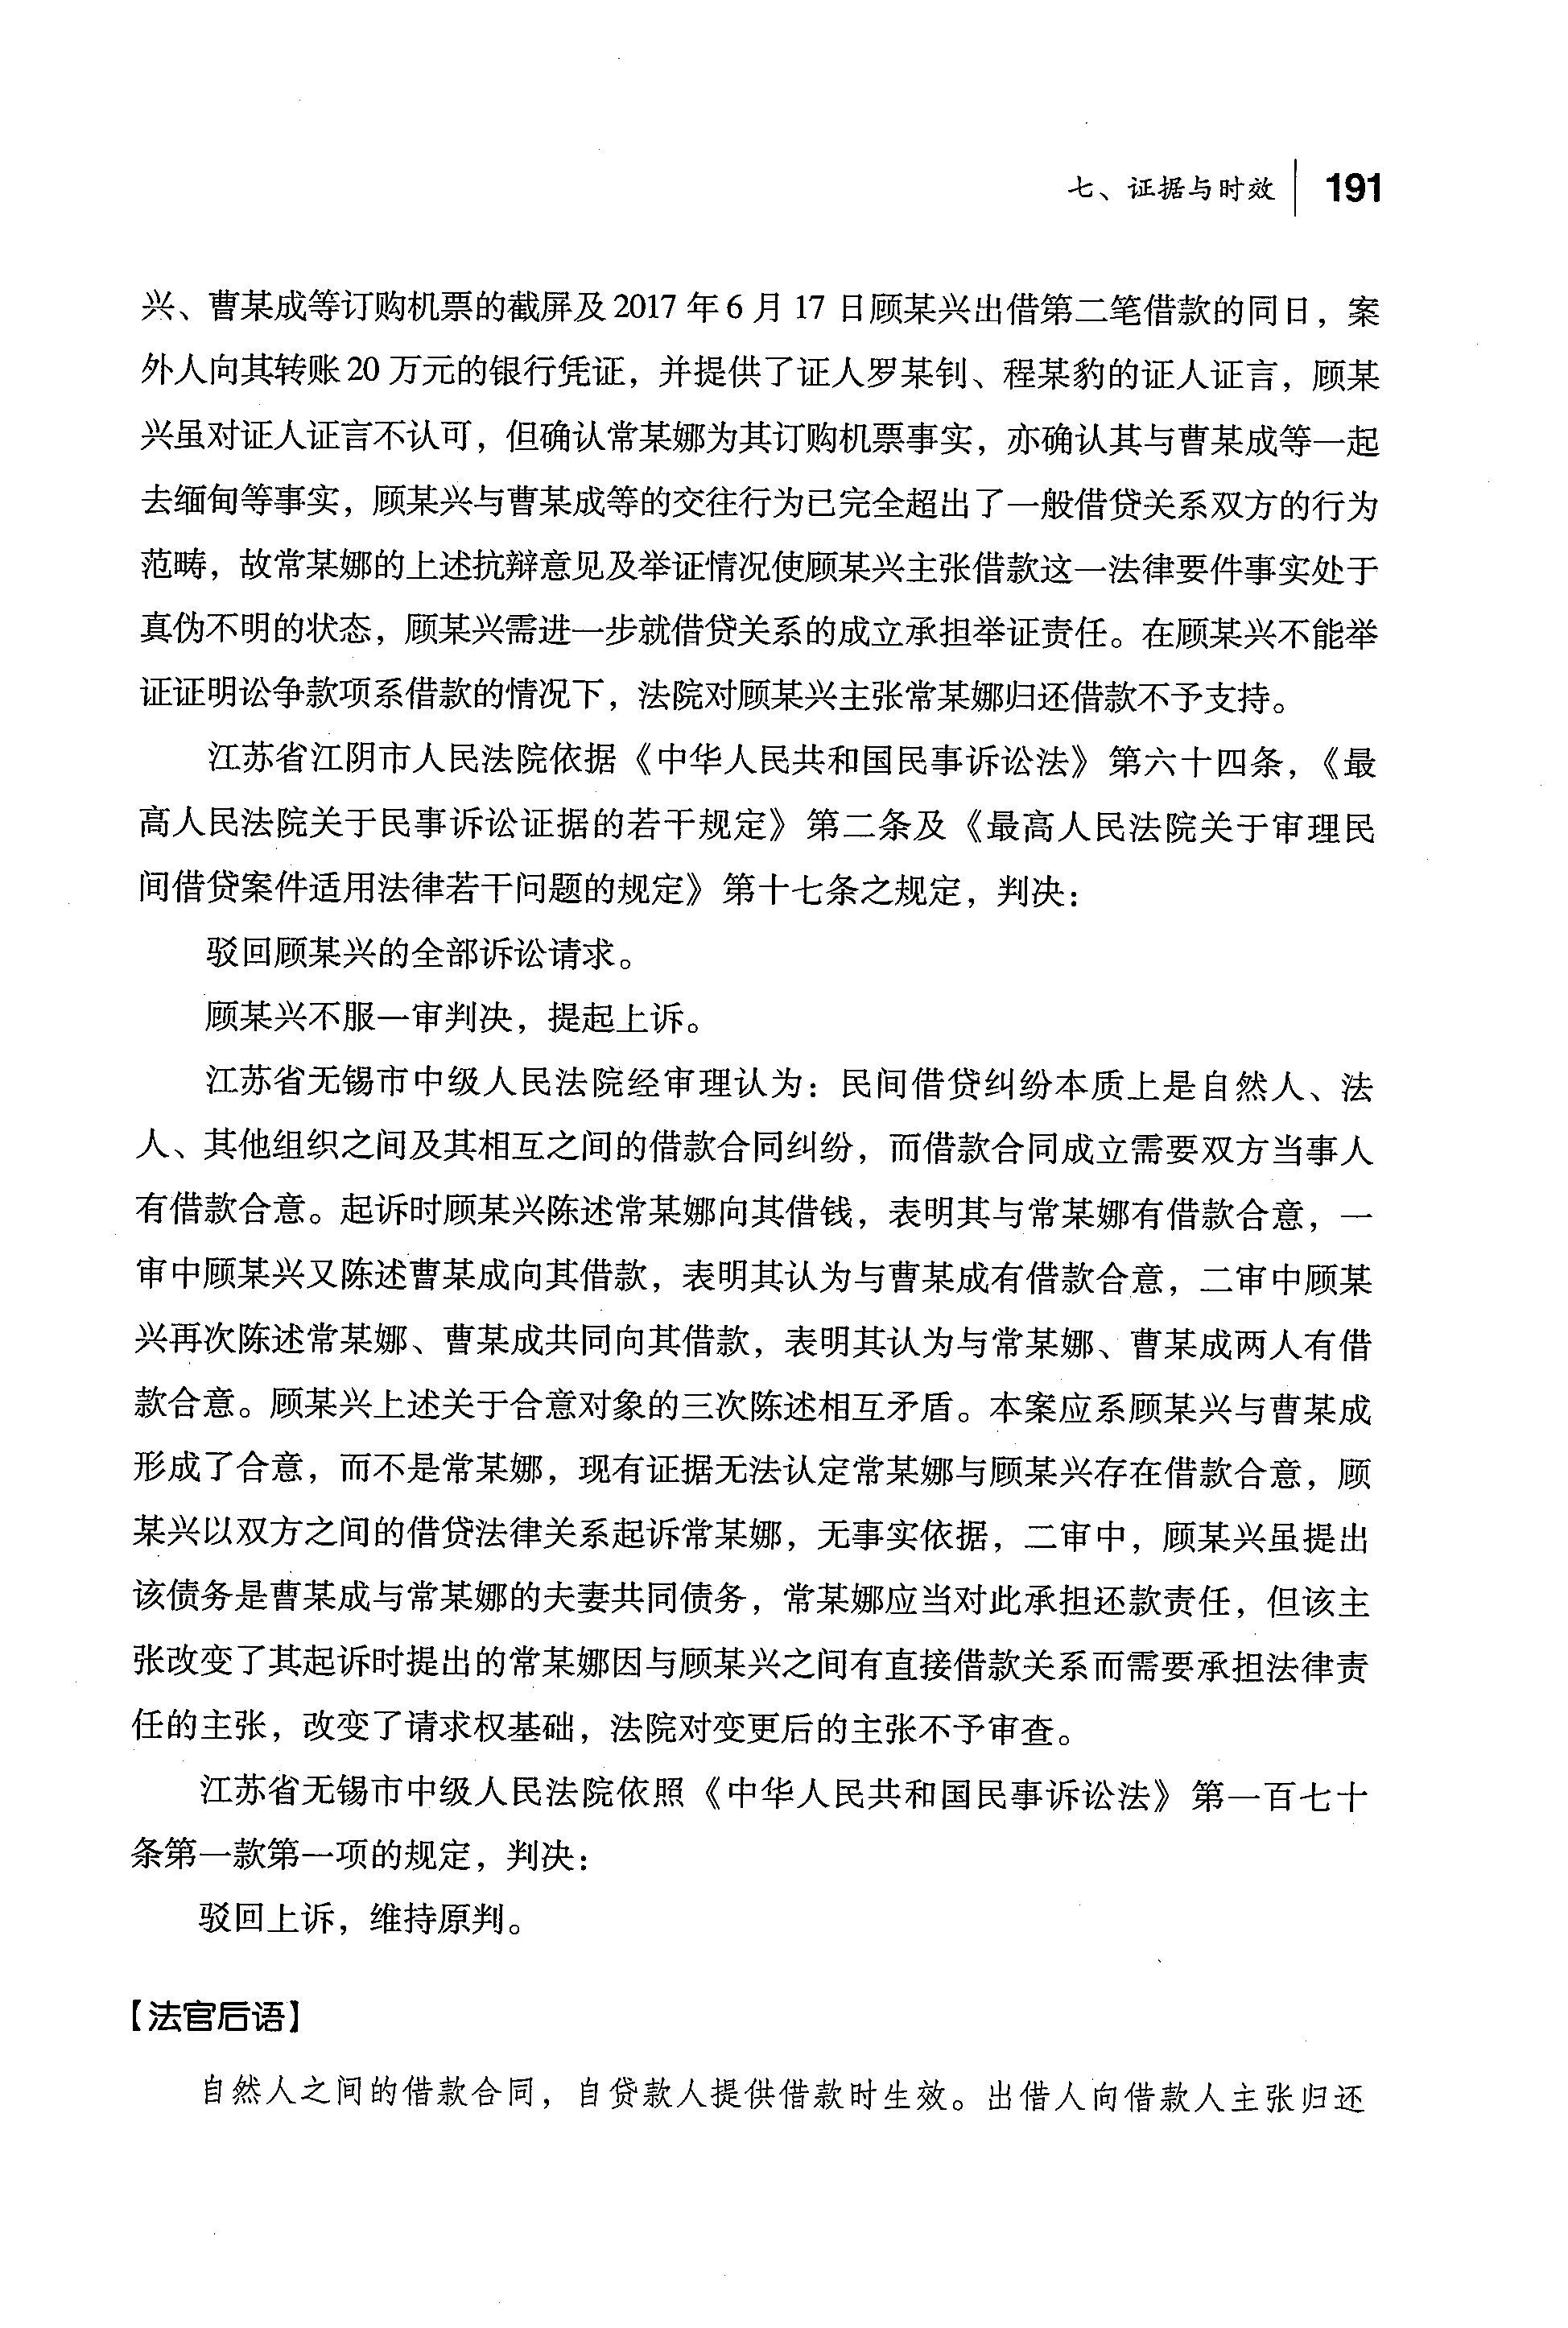 七、证据与时效 191
兴、曹某成等订购机票的截屏及2017年6月17日顾某兴出借第二笔借款的同日，案
外人向其转账20万元的银行凭证，并提供了证人罗某钊、程某豹的证人证言，顾某
兴虽对证人证言不认可，但确认常某娜为其订购机票事实，亦确认其与曹某成等一起
去缅甸等事实，顾某兴与曹某成等的交往行为已完全超出了一般借贷关系双方的行为
范畴，故常某娜的上述抗辩意见及举证情况使顾某兴主张借款这一法律要件事实处于
真伪不明的状态，顾某兴需进一步就借贷关系的成立承担举证责任。在顾某兴不能举
证证明讼争款项系借款的情况下，法院对顾某兴主张常某娜归还借款不予支持。
江苏省江阴市人民法院依据《中华人民共和国民事诉讼法》第六十四条，《最
高人民法院关于民事诉讼证据的若干规定》第二条及《最高人民法院关于审理民
间借贷案件适用法律若干问题的规定》第十七条之规定，判决：
驳回顾某兴的全部诉讼请求。
顾某兴不服一审判决，提起上诉。
江苏省无锡市中级人民法院经审理认为：民间借贷纠纷本质上是自然人、法
人、其他组织之间及其相互之间的借款合同纠纷，而借款合同成立需要双方当事人
有借款合意。起诉时顾某兴陈述常某娜向其借钱，表明其与常某娜有借款合意，一
审中顾某兴又陈述曹某成向其借款，表明其认为与曹某成有借款合意，二审中顾某
兴再次陈述常某娜、曹某成共同向其借款，表明其认为与常某娜、曹某成两人有借
款合意。顾某兴上述关于合意对象的三次陈述相互矛盾。本案应系顾某兴与曹某成
形成了合意，而不是常某娜，现有证据无法认定常某娜与顾某兴存在借款合意，顾
某兴以双方之间的借贷法律关系起诉常某娜，无事实依据，二审中，顾某兴虽提出
该债务是曹某成与常某娜的夫妻共同债务，常某娜应当对此承担还款责任，但该主
张改变了其起诉时提出的常某娜因与顾某兴之间有直接借款关系而需要承担法律责
任的主张，改变了请求权基础，法院对变更后的主张不予审查。
江苏省无锡市中级人民法院依照《中华人民共和国民事诉讼法》第一百七十
条第一款第一项的规定，判决：
驳回上诉，维持原判。
【法官后语】
自然人之间的借款合同，自贷款人提供借款时生效。出借人向借款人主张归还